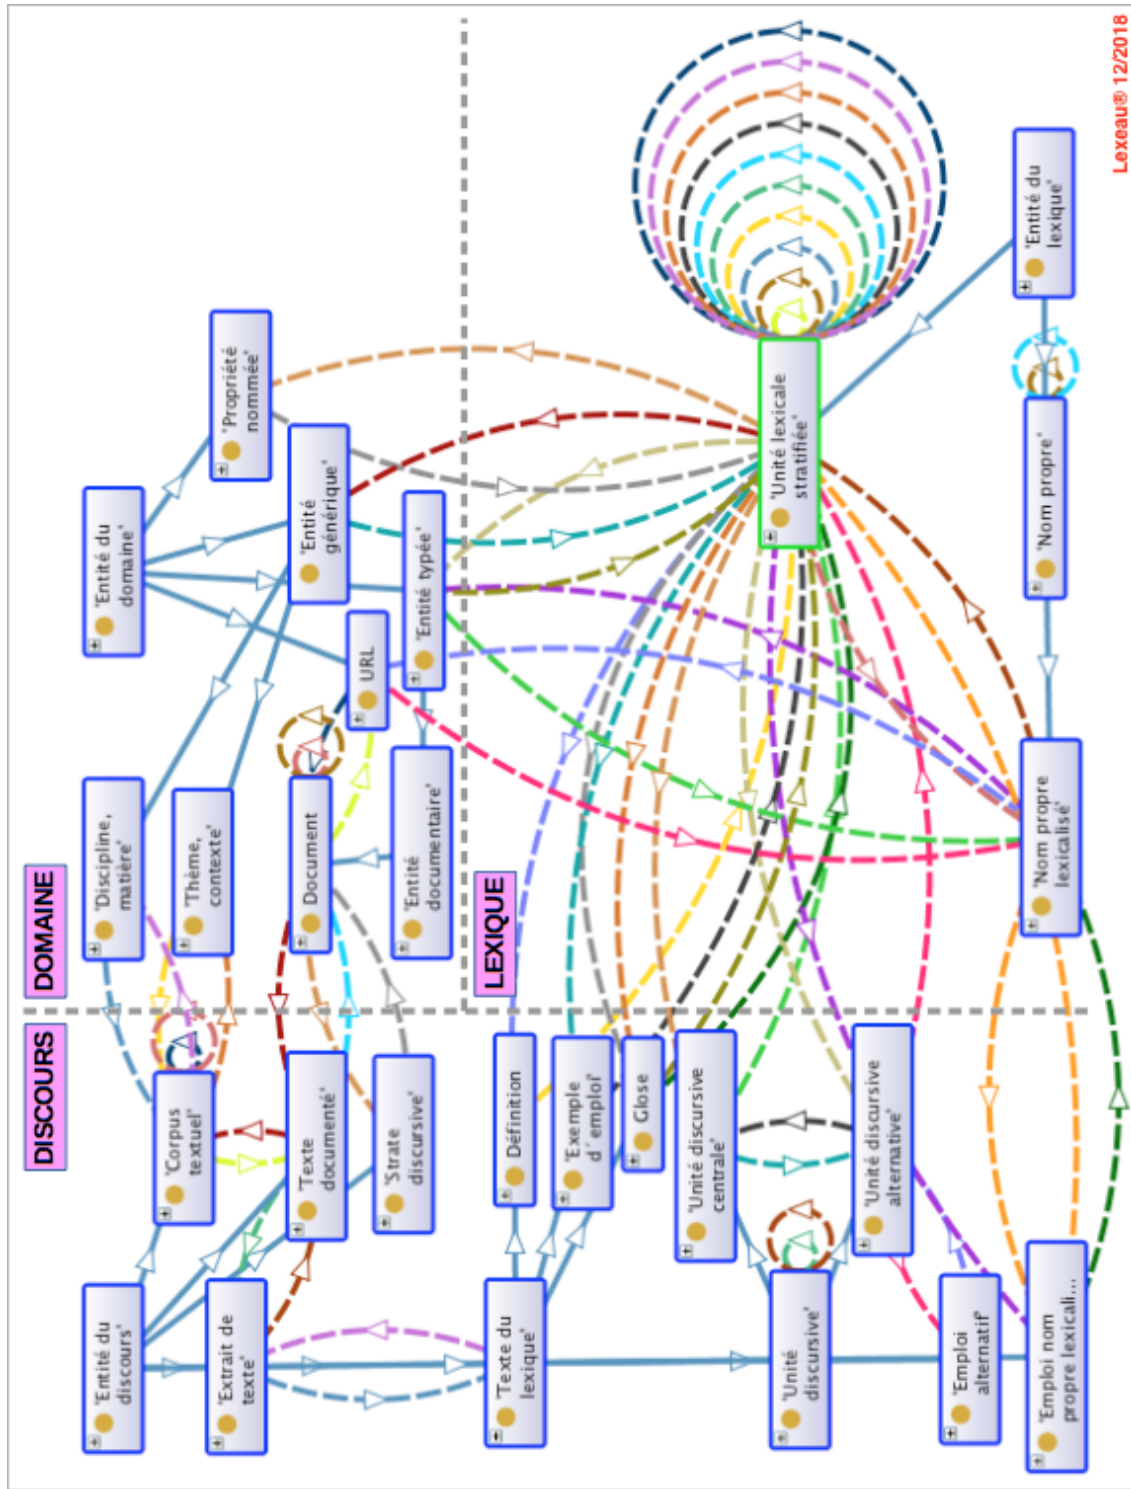 DISCOURS
DOMAINE
'Entité du
discours'
'Discipline,
matière'
'Entité du
domaine'
'Corpus
textuel'
'Thème,
contexte'
'Extrait de
texte'
'Propriété
nommée'
'Texte
documenté'
Document
'Entité
générique'
URL
'Strate
discursive'
'Entité
documentaire'
'Entité typée'
LEXIQUE
'Texte du
lexique'
Définition
'Exemple
d´emploi'
Glose
'Unité discursive
centrale'
'Unité
discursive'
'Unité lexicale
stratifiée'
'Unité discursive
alternative'
'Emploi
alternatif'
'Emploi nom
propre lexicali...
'Nom propre
lexicalisé'
'Nom propre'
'Entité du
lexique'
Lexeau® 12/2018